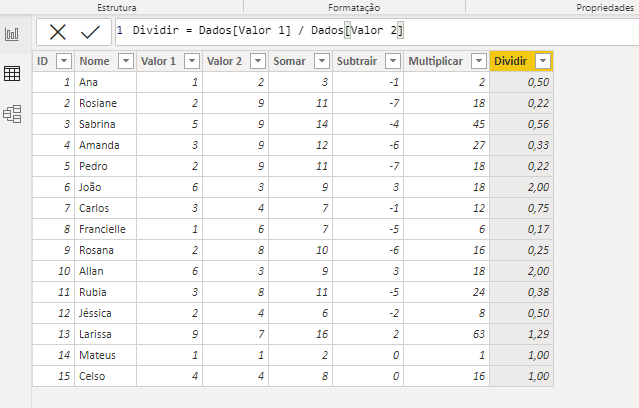 Estrutura Formatação Propriedades
1 Dividir = Dados[Valor 1] / Dados[Valor 2]
ID Nome Valor 1 Valor 2 Somar Subtrair Multiplicar Dividir
1 Ana 1 2 3 -1 2 0,50
2 Rosiane 2 9 11 -7 18 0,22
3 Sabrina 5 9 14 -4 45 0,56
4 Amanda 3 9 12 -6 27 0,33
5 Pedro 2 9 11 -7 18 0,22
6 João 6 3 9 3 18 2,00
7 Carlos 3 4 7 -1 12 0,75
8 Francielle 1 6 7 -5 6 0,17
9 Rosana 2 8 10 -6 16 0,25
10 Allan 6 3 9 3 18 2,00
11 Rubia 3 8 11 -5 24 0,38
12 Jéssica 2 4 6 -2 8 0,50
13 Larissa 9 7 16 2 63 1,29
14 Mateus 1 1 2 0 1 1,00
15 Celso 4 4 8 0 16 1,00